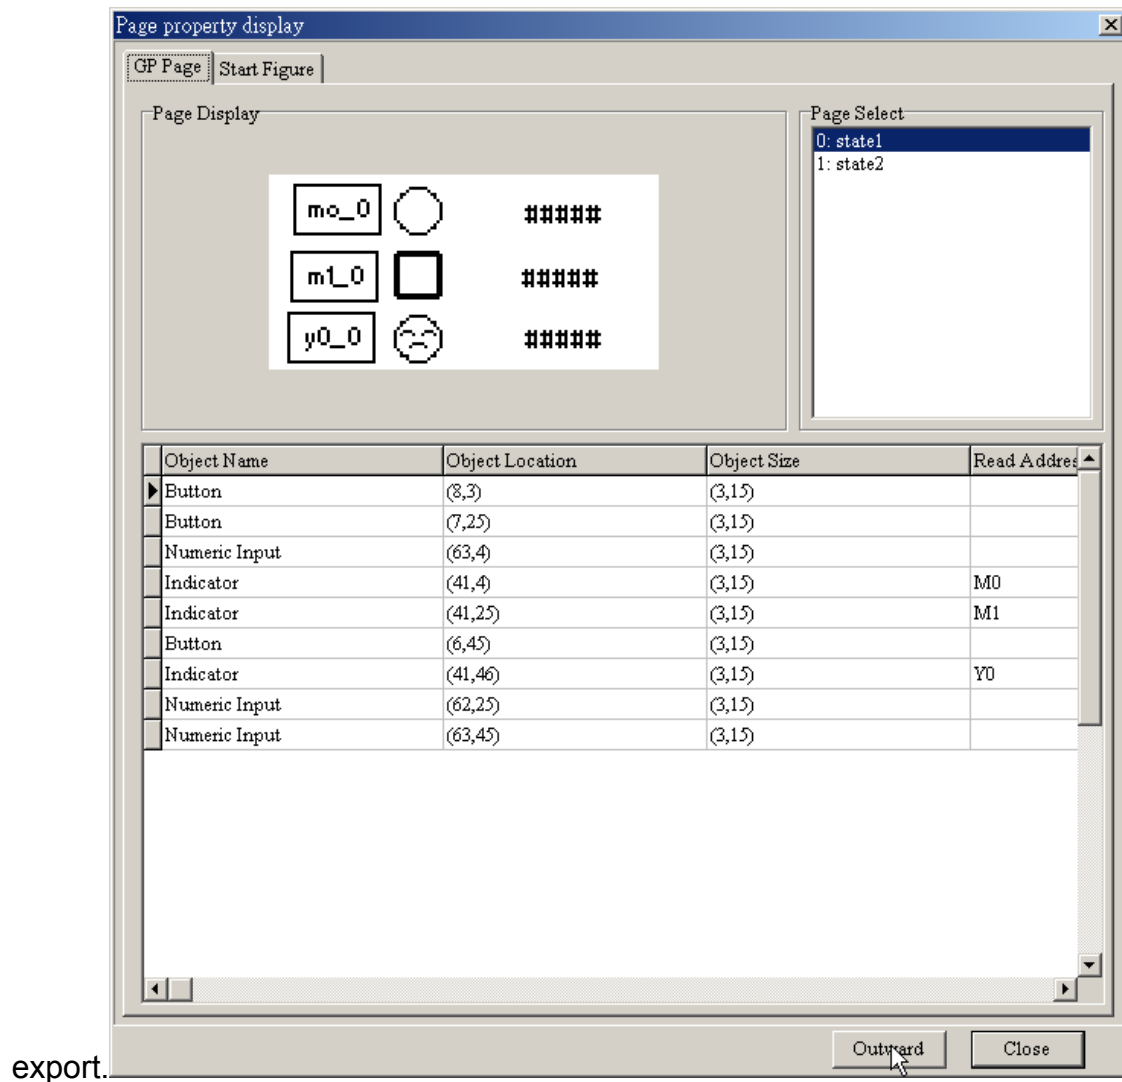 Page property display
GP Page Start Figure
Page Display Page Select
0: state1
1: state2
mo_0 #####
m1_0 #####
y0_0 #####
Object Name Object Location Object Size Read Addres
Button (8,3) (3,15)
Button (7,25) (3,15)
Numeric Input (63,4) (3,15)
Indicator (41,4) (3,15) M0
Indicator (41,25) (3,15) M1
Button (6,45) (3,15)
Indicator (41,46) (3,15) Y0
Numeric Input (62,25) (3,15)
Numeric Input (63,45) (3,15)
Outward Close
export.